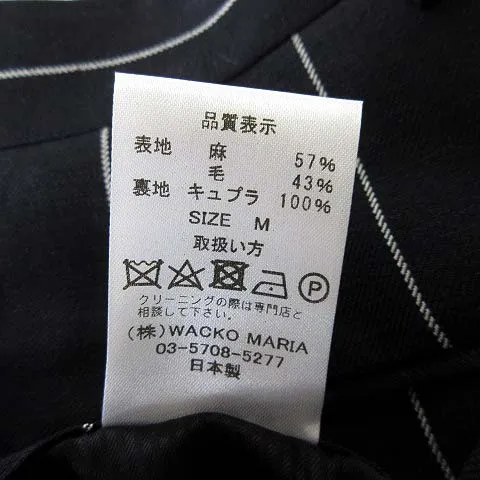 品質表示
表地 麻 57%
毛 43%
裏地 キュプラ 100%
SIZE M
取扱い方
P
クリーニングの際は専門店と
相談して下さい。
(株) WACKO MARIA
03-5708-5277
日本製